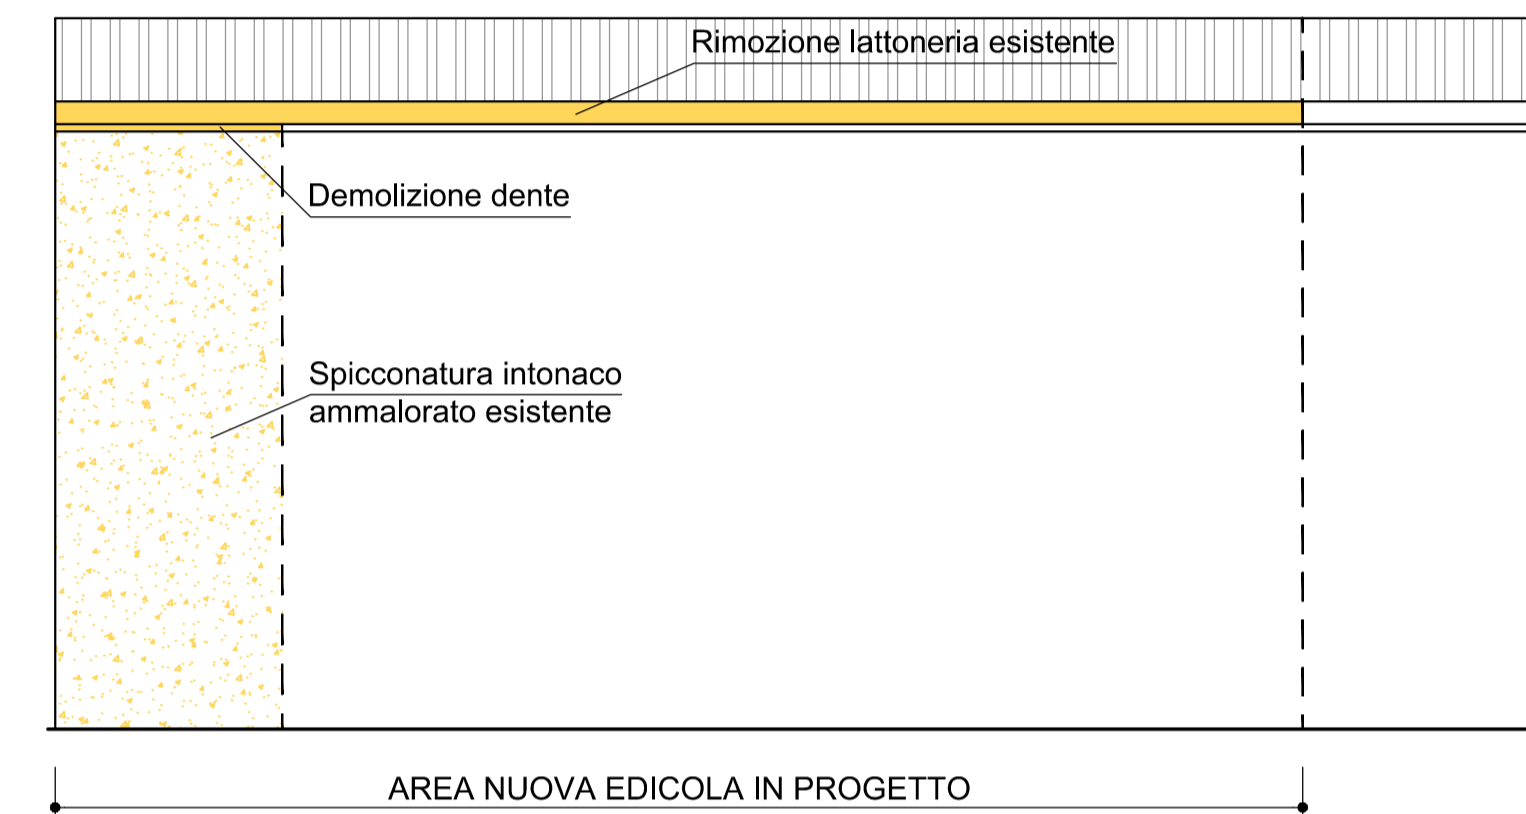 Rimozione lattoneria esistente
Demolizione dente
Spicconatura intonaco
ammalorato esistente
AREA NUOVA EDICOLA IN PROGETTO